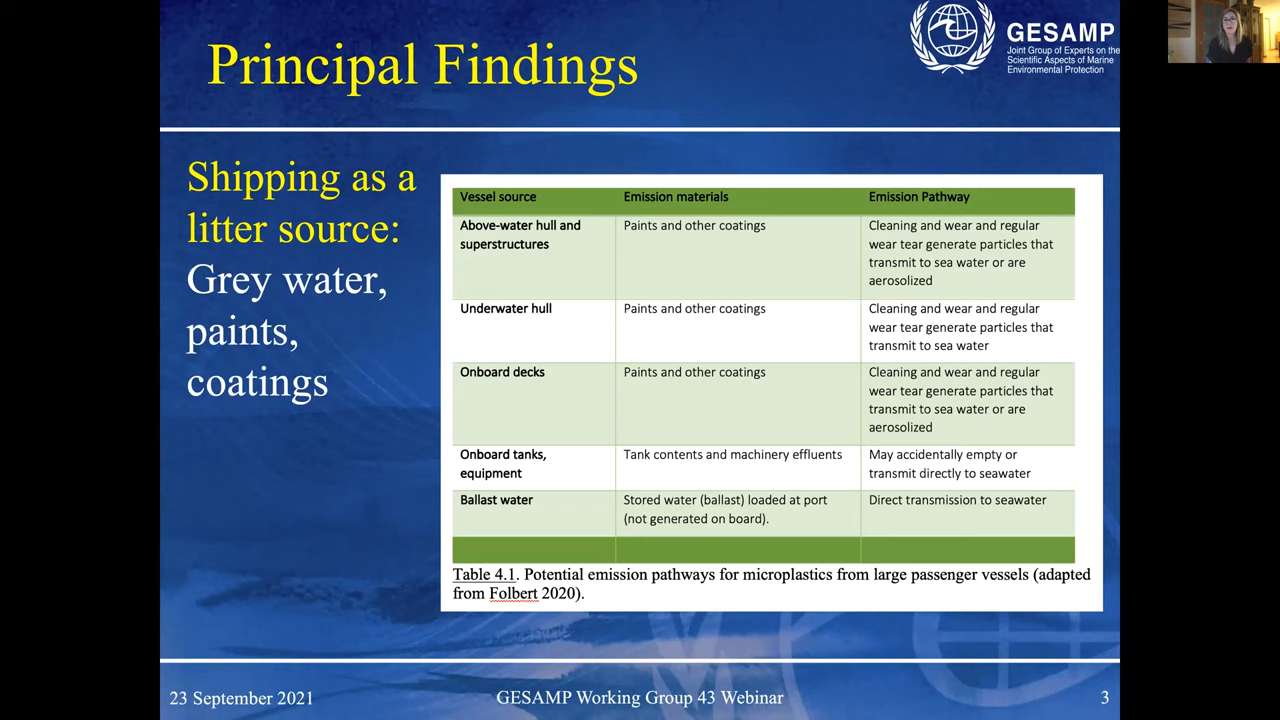 Principal Findings
GESAMP
Joint Group of Experts on the
Scientific Aspects of Marine
Environmental Protection
Shipping as a
litter source:
Grey water,
paints,
coatings
Vessel source Emission materials Emission Pathway
Above-water hull and superstructures Paints and other coatings Cleaning and wear and regular
wear tear generate particles that
transmit to sea water or are
aerosolized
Underwater hull Paints and other coatings Cleaning and wear and regular
wear tear generate particles that
transmit to sea water
Onboard decks Paints and other coatings Cleaning and wear and regular
wear tear generate particles that
transmit to sea water or are
aerosolized
Onboard tanks, equipment Tank contents and machinery effluents May accidentally empty or
transmit directly to seawater
Ballast water Stored water (ballast) loaded at port
(not generated on board). Direct transmission to seawater
Table 4.1. Potential emission pathways for microplastics from large passenger vessels (adapted
from Folbert 2020).
23 September 2021 GESAMP Working Group 43 Webinar 3